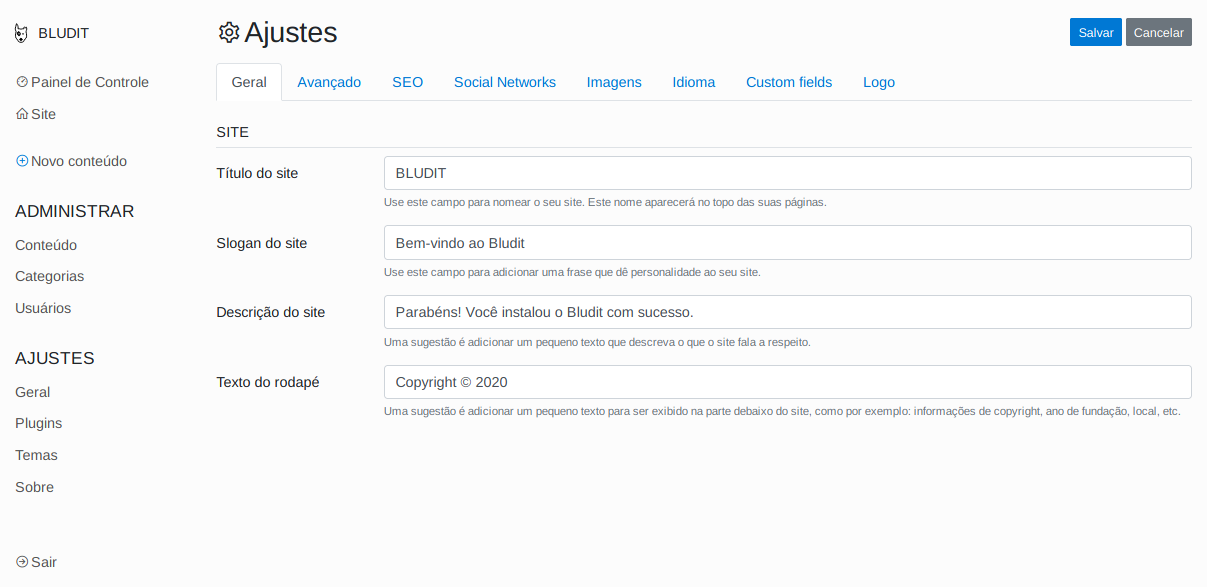 BLUDIT
Painel de Controle
Site
Novo conteúdo
ADMINISTRAR
Conteúdo
Categorias
Usuários
AJUSTES
Geral
Plugins
Temas
Sobre
Sair
Ajustes
Salvar Cancelar
Geral Avançado SEO Social Networks Imagens Idioma Custom fields Logo
SITE
Título do site BLUDIT
Use este campo para nomear o seu site. Este nome aparecerá no topo das suas páginas.
Slogan do site Bem-vindo ao Bludit
Use este campo para adicionar uma frase que dê personalidade ao seu site.
Descrição do site Parabéns! Você instalou o Bludit com sucesso.
Uma sugestão é adicionar um pequeno texto que descreva o que o site fala a respeito.
Texto do rodapé Copyright © 2020
Uma sugestão é adicionar um pequeno texto para ser exibido na parte debaixo do site, como por exemplo: informações de copyright, ano de fundação, local, etc.